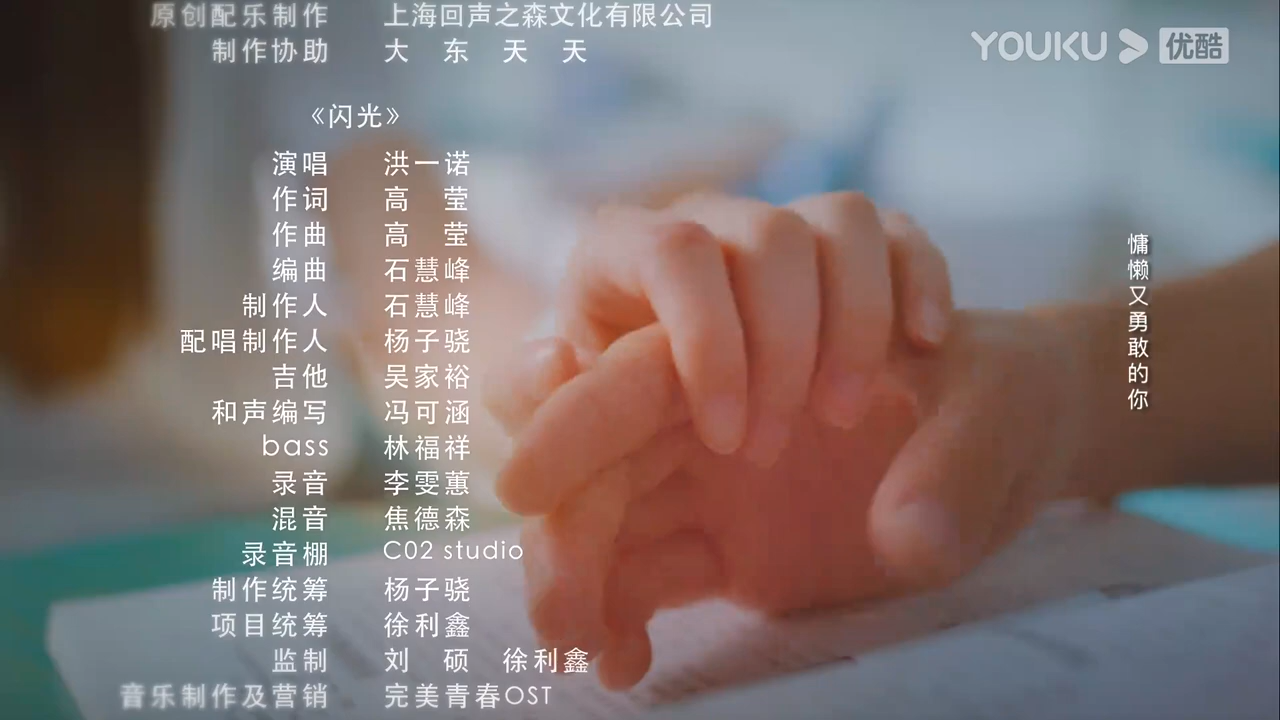 原创配乐制作 上海回声之森文化有限公司
制作协助 大东天天
YOUKU 优酷
《闪光》
演唱 洪一诺
作词 高莹
作曲 高莹
编曲 石慧峰
制作人 石慧峰
配唱制作人 杨子骁
吉他 吴家裕
和声编写 冯可涵
bass 林福祥
录音 李雯蕙
混音 焦德森
录音棚 C02 studio
制作统筹 杨子骁
项目统筹 徐利鑫
监制 刘硕 徐利鑫
音乐制作及营销 完美青春OST
慵懒又勇敢的你